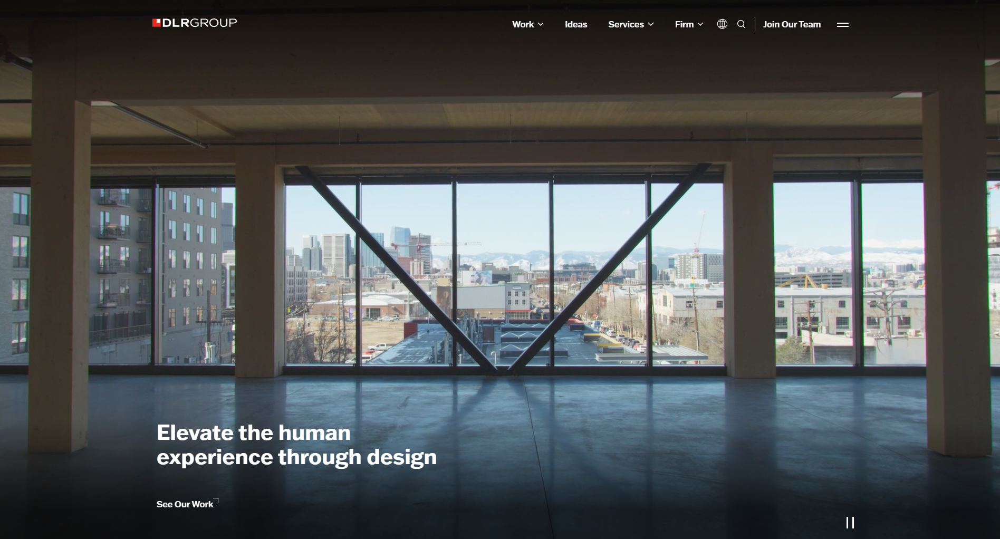 DLRGROUP
Work
Ideas
Services
Firm
Join Our Team
Elevate the human
experience through design
See Our Work